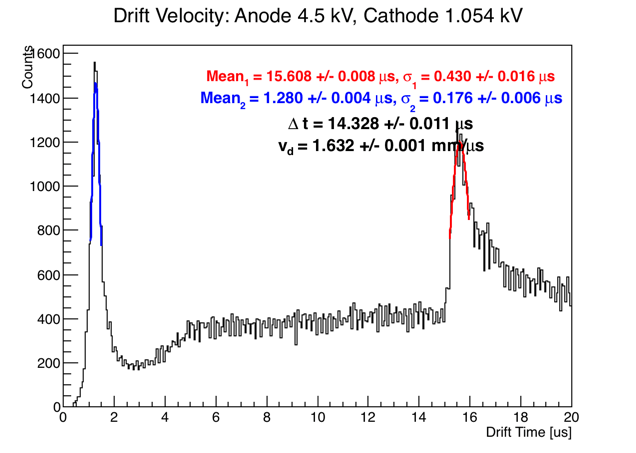 Drift Velocity: Anode 4.5 kV, Cathode 1.054 kV
Counts
1600
1400
1200
1000
800
600
400
200
0
Mean₁ = 15.608 +/- 0.008 μs, σ₁ = 0.430 +/- 0.016 μs
Mean₂ = 1.280 +/- 0.004 μs, σ₂ = 0.176 +/- 0.006 μs
Δ t = 14.328 +/- 0.011 μs
v_d = 1.632 +/- 0.001 mm/μs
0 2 4 6 8 10 12 14 16 18 20
Drift Time [us]